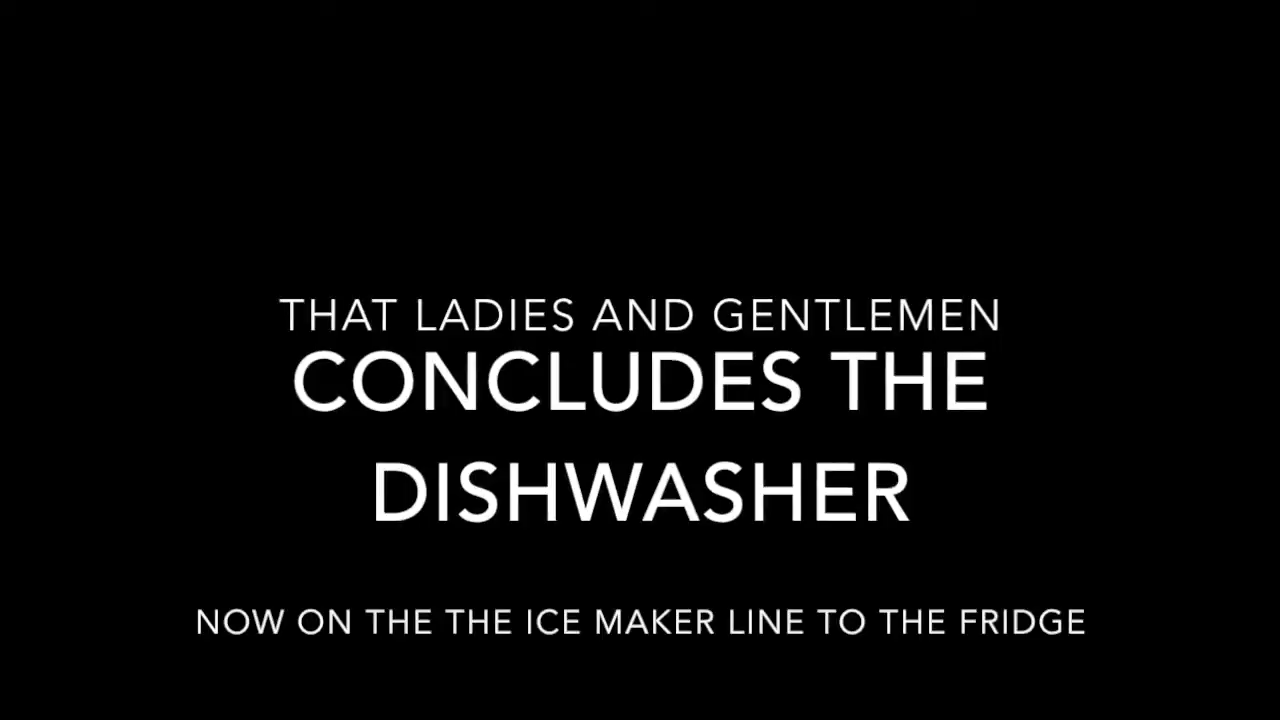 THAT LADIES AND GENTLEMEN
CONCLUDES THE
DISHWASHER
NOW ON THE THE ICE MAKER LINE TO THE FRIDGE